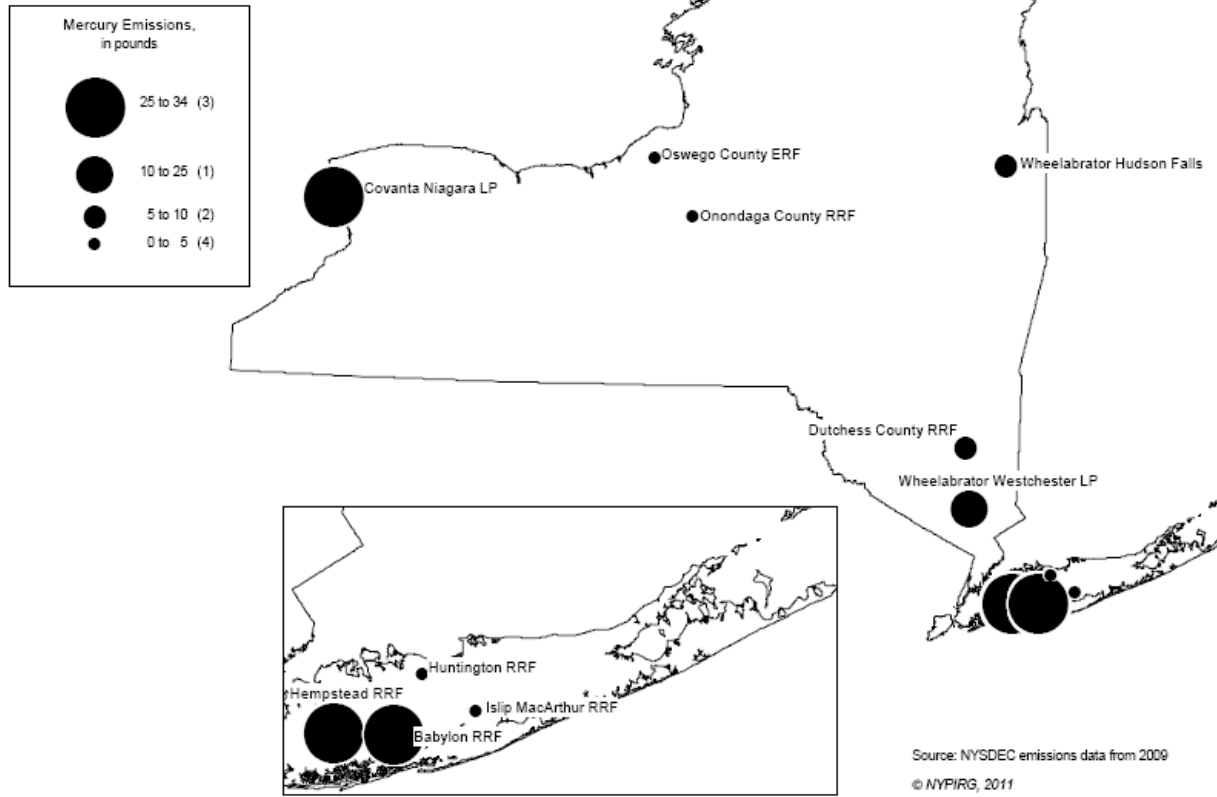 Mercury Emissions,
in pounds
25 to 34 (3)
10 to 25 (1)
5 to 10 (2)
0 to 5 (4)
Oswego County ERF
Wheelabrator Hudson Falls
Covanta Niagara LP
Onondaga County RRF
Dutchess County RRF
Wheelabrator Westchester LP
Huntington RRF
Hempstead RRF
Islip MacArthur RRF
Babylon RRF
Source: NYSDEC emissions data from 2009
© NYPIRG, 2011